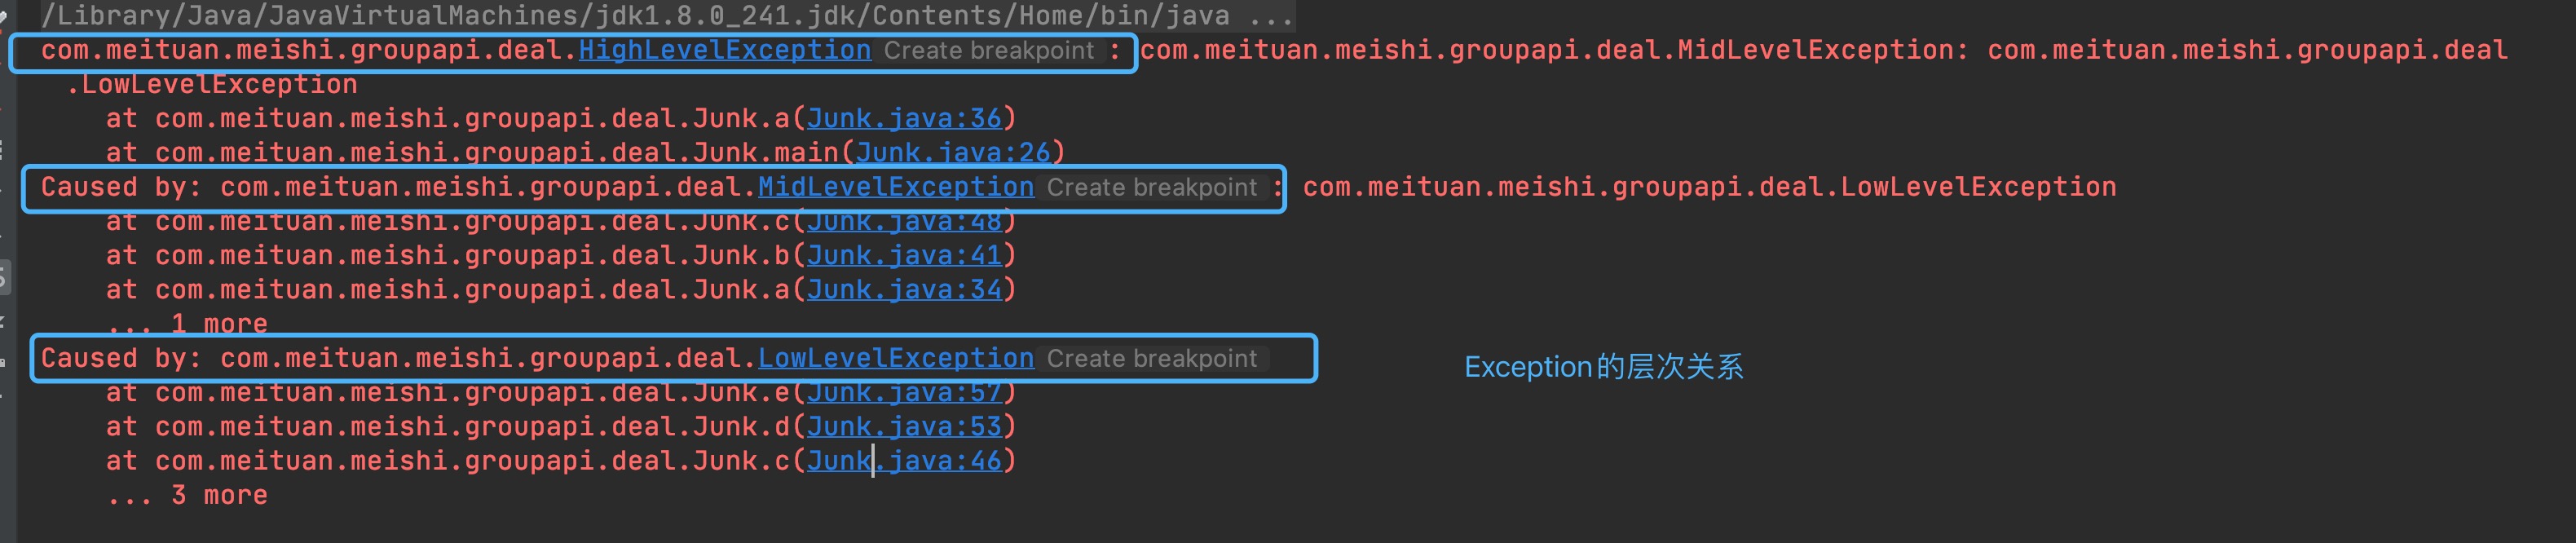 /Library/Java/JavaVirtualMachines/jdk1.8.0_241.jdk/Contents/Home/bin/java ...
com.meituan.meishi.groupapi.deal.HighLevelException Create breakpoint : com.meituan.meishi.groupapi.deal.MidLevelException: com.meituan.meishi.groupapi.deal
.LowLevelException
at com.meituan.meishi.groupapi.deal.Junk.a(Junk.java:36)
at com.meituan.meishi.groupapi.deal.Junk.main(Junk.java:26)
Caused by: com.meituan.meishi.groupapi.deal.MidLevelException Create breakpoint : com.meituan.meishi.groupapi.deal.LowLevelException
at com.meituan.meishi.groupapi.deal.Junk.c(Junk.java:48)
at com.meituan.meishi.groupapi.deal.Junk.b(Junk.java:41)
at com.meituan.meishi.groupapi.deal.Junk.a(Junk.java:34)
... 1 more
Caused by: com.meituan.meishi.groupapi.deal.LowLevelException Create breakpoint
Exception的层次关系
at com.meituan.meishi.groupapi.deal.Junk.e(Junk.java:57)
at com.meituan.meishi.groupapi.deal.Junk.d(Junk.java:53)
at com.meituan.meishi.groupapi.deal.Junk.c(Junk.java:46)
... 3 more